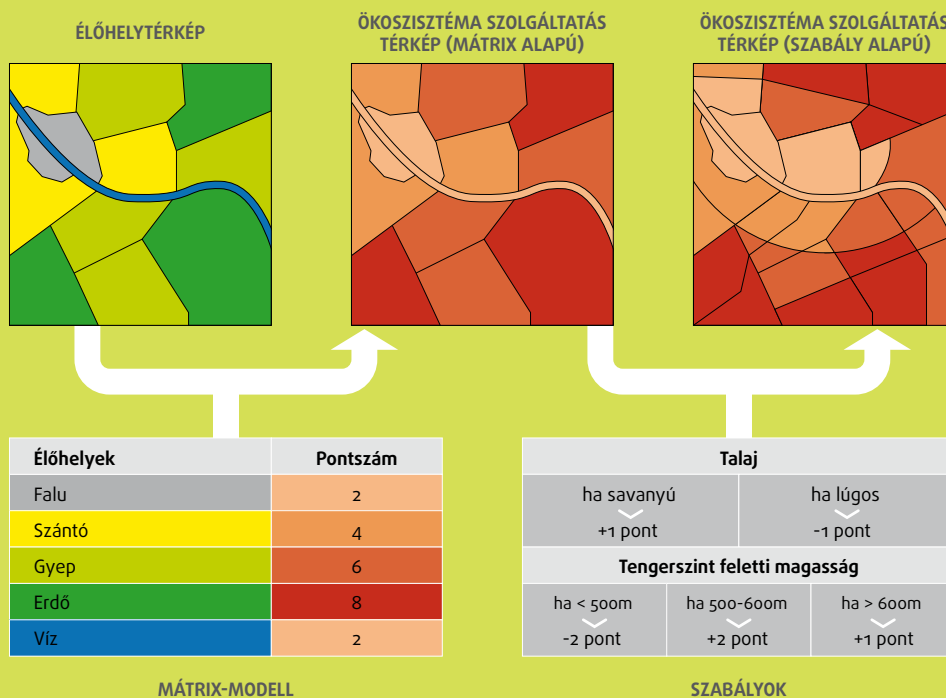 ÉLŐHELYTÉRKÉP
ÖKOSZISZTÉMA SZOLGÁLTATÁS
TÉRKÉP (MÁTRIX ALAPÚ)
ÖKOSZISZTÉMA SZOLGÁLTATÁS
TÉRKÉP (SZABÁLY ALAPÚ)
Élőhelyek Pontszám
Falu 2
Szántó 4
Gyep 6
Erdő 8
Víz 2
MÁTRIX-MODELL
Talaj
ha savanyú ha lúgos
+1 pont -1 pont
Tengerszint feletti magasság
ha < 500m ha 500-600m ha > 600m
-2 pont +2 pont +1 pont
SZABÁLYOK